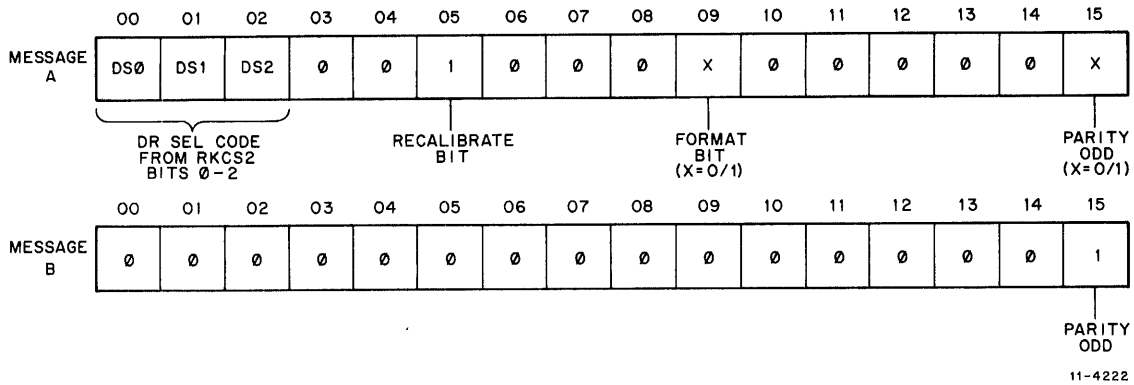 00 01 02 03 04 05 06 07 08 09 10 11 12 13 14 15
MESSAGE A DSØ DS1 DS2 Ø Ø 1 Ø Ø Ø X Ø Ø Ø Ø Ø X
DR SEL CODE
FROM RKCS2
BITS Ø-2
RECALIBRATE
BIT
FORMAT
BIT
(X=0/1)
PARITY
ODD
(X=0/1)
00 01 02 03 04 05 06 07 08 09 10 11 12 13 14 15
MESSAGE B Ø Ø Ø Ø Ø Ø Ø Ø Ø Ø Ø Ø Ø Ø Ø 1
PARITY
ODD
11-4222